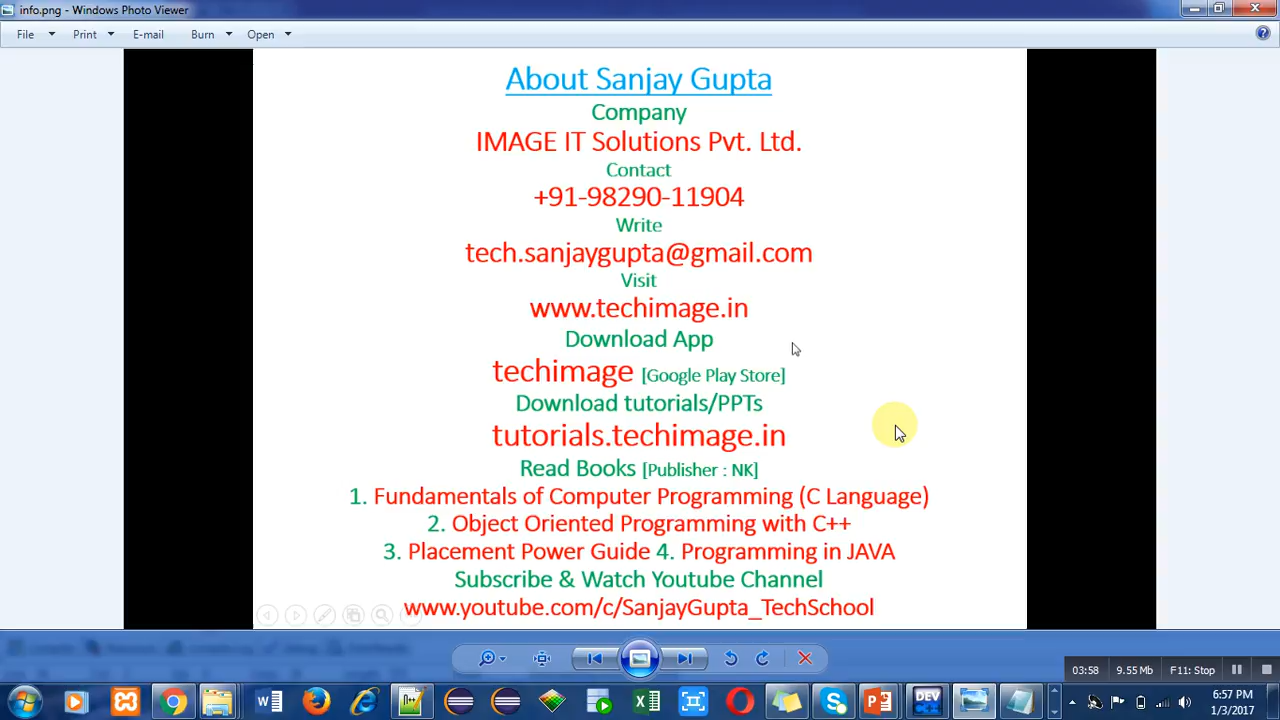 info.png - Windows Photo Viewer
File Print E-mail Burn Open
About Sanjay Gupta
Company
IMAGE IT Solutions Pvt. Ltd.
Contact
+91-98290-11904
Write
tech.sanjaygupta@gmail.com
Visit
www.techimage.in
Download App
techimage [Google Play Store]
Download tutorials/PPTs
tutorials.techimage.in
Read Books [Publisher : NK]
1. Fundamentals of Computer Programming (C Language)
2. Object Oriented Programming with C++
3. Placement Power Guide 4. Programming in JAVA
Subscribe & Watch Youtube Channel
www.youtube.com/c/SanjayGupta_TechSchool
03:58 9.55 Mb F11: Stop
DEV
6:57 PM
1/3/2017